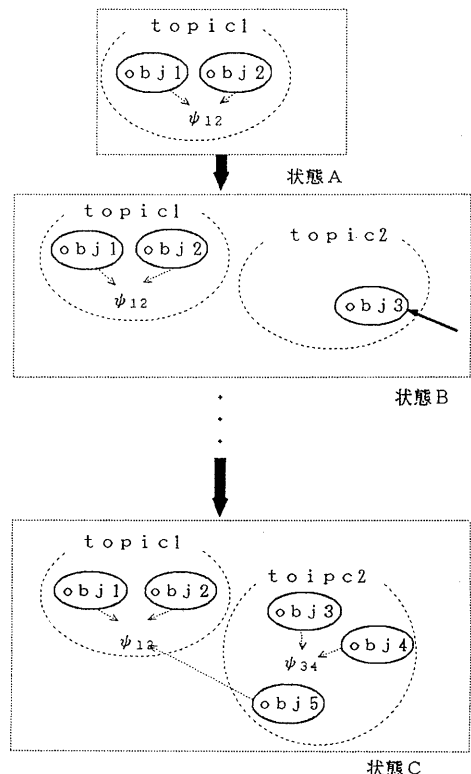 topic1
obj1 obj2
ψ12
状態A
topic1
topic2
obj1 obj2
ψ12
obj3
状態B
topic1
toipc2
obj1 obj2
obj3
ψ12
obj4
ψ34
obj5
状態C